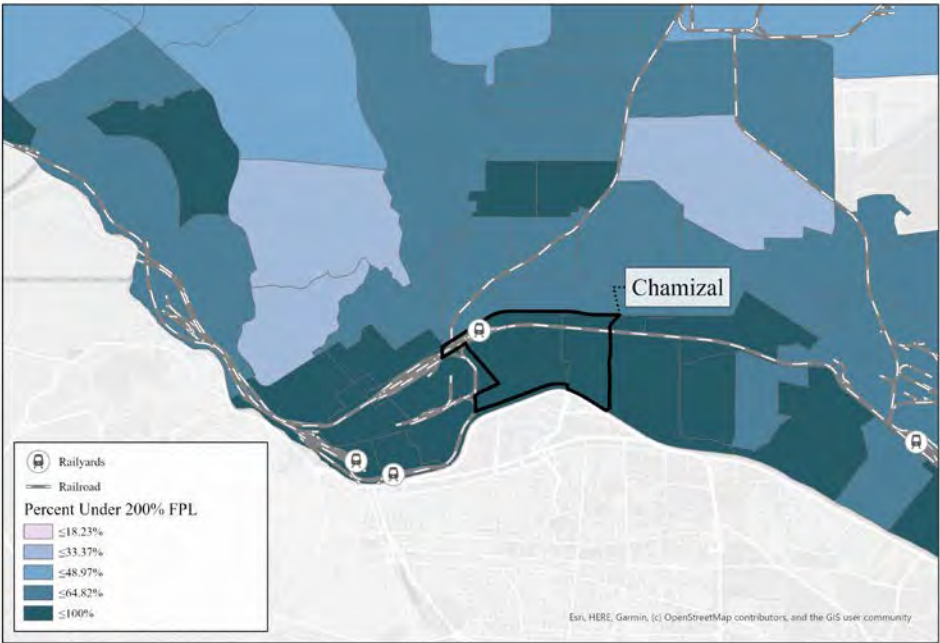 Chamizal
Railyards
Railroad
Percent Under 200% FPL
≤18.23%
≤33.37%
≤48.97%
≤64.82%
≤100%
Esri, HERE, Garmin, (c) OpenStreetMap contributors, and the GIS user community